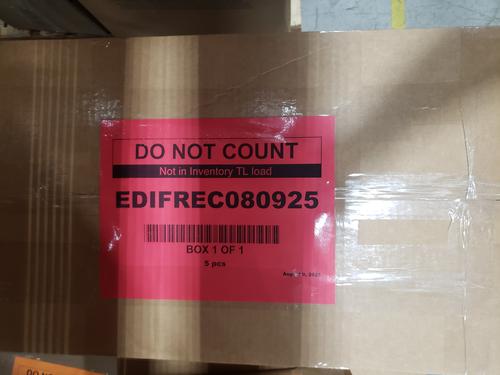 DO NOT COUNT
Not in Inventory TL load
EDIFREC080925
BOX 1 OF 1
5 pcs